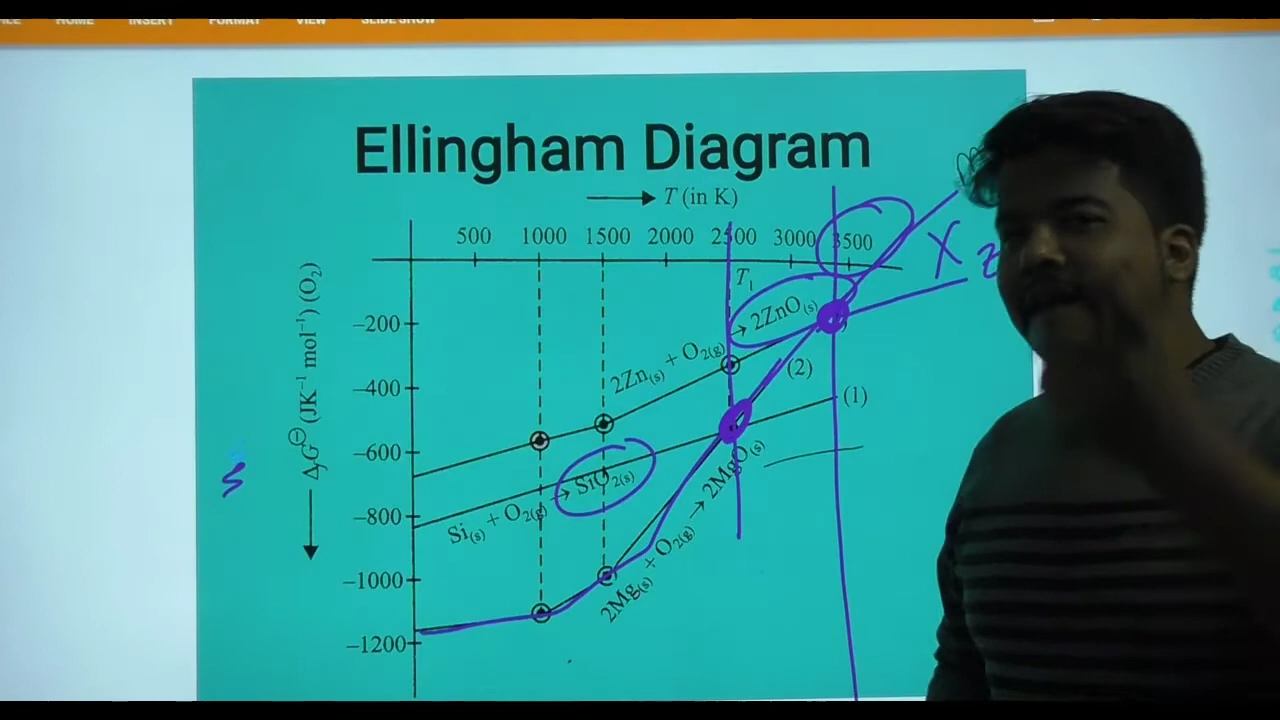 HOME INSERT FORMAT VIEW SLIDE SHOW
Ellingham Diagram
⟶ T (in K)
500 1000 1500 2000 2500 3000 3500
T₁
⟵ Δ_fG⊖ (JK⁻¹ mol⁻¹) (O₂)
–200
–400
–600
–800
–1000
–1200
2Zn(s) + O₂(g) → 2ZnO(s)
Si(s) + O₂(g) → SiO₂(s)
2Mg(s) + O₂(g) → 2MgO(s)
(2)
(1)
X